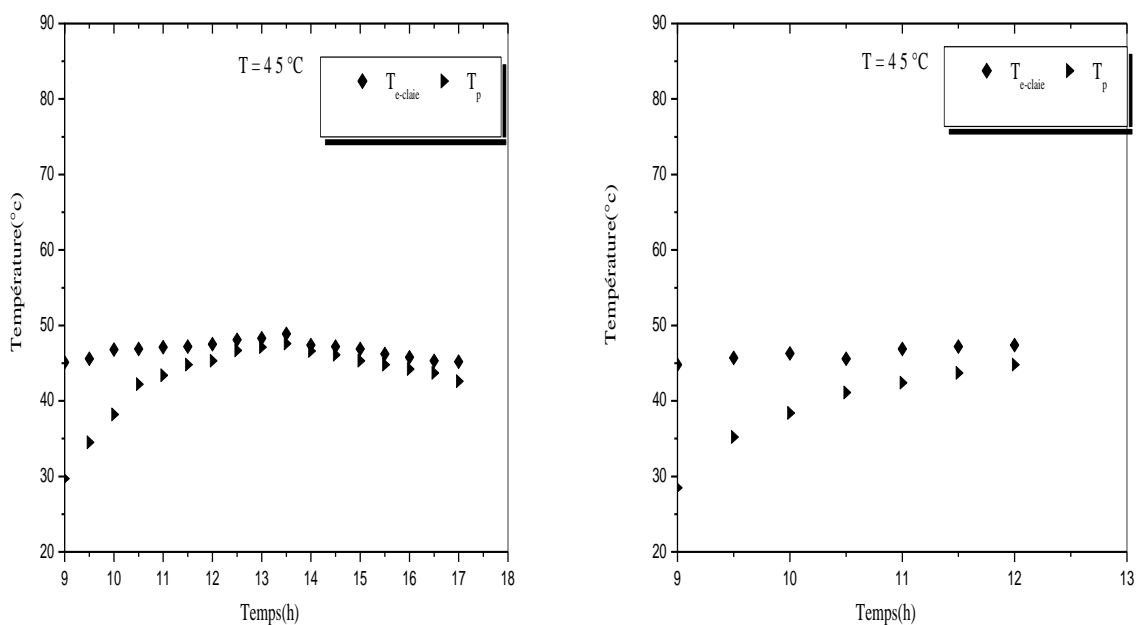 90
80
70
60
50
40
30
20
Température(°c)
T = 4 5 °C
T e-claie T p
9 10 11 12 13 14 15 16 17 18
Temps(h)
90
80
70
60
50
40
30
20
Température(°c)
T = 4 5 °C
T e-claie T p
9 10 11 12 13
Temps(h)